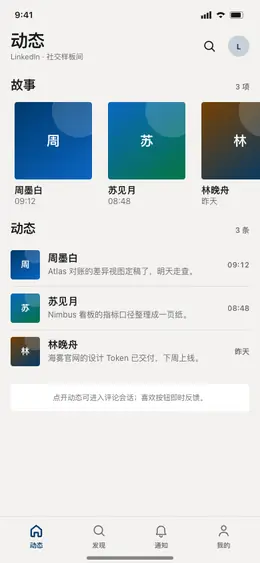 9:41
动态
LinkedIn · 社交样板间
L
故事
3 项
周
苏
林
周墨白
苏见月
林晚舟
09:12
08:48
昨天
动态
3 条
周
周墨白
Atlas 对账的差异视图定稿了，明天走查。
09:12
苏
苏见月
Nimbus 看板的指标口径整理成一页纸。
08:48
林
林晚舟
海雾官网的设计 Token 已交付，下周上线。
昨天
点开动态可进入评论会话；喜欢按钮即时反馈。
动态
发现
通知
我的